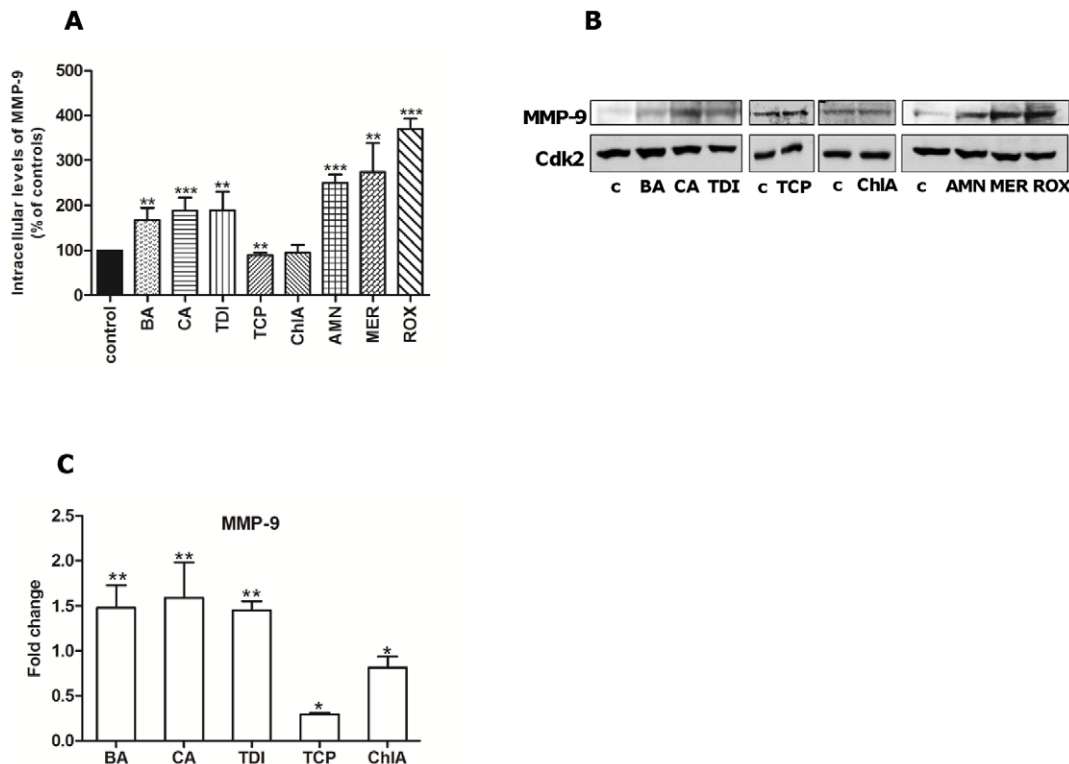 A
Intracellular levels of MMP-9
(% of controls)
500
400
300
200
100
0
**
***
**
**
***
**
***
control
BA
CA
TDI
TCP
ChlA
AMN
MER
ROX
B
MMP-9
Cdk2
c BA CA TDI c TCP c ChlA c AMN MER ROX
C
MMP-9
Fold change
2.5
2.0
1.5
1.0
0.5
0.0
**
**
**
*
*
BA CA TDI TCP ChlA